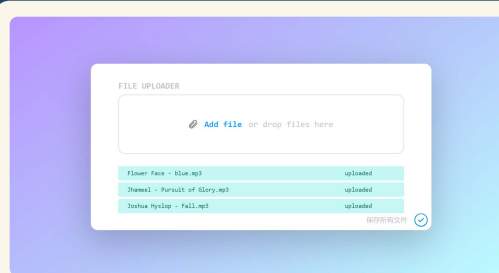 FILE UPLOADER
Add file or drop files here
Flower Face - blue.mp3 uploaded
Jhameel - Pursuit of Glory.mp3 uploaded
Joshua Hyslop - Fall.mp3 uploaded
保存所有文件